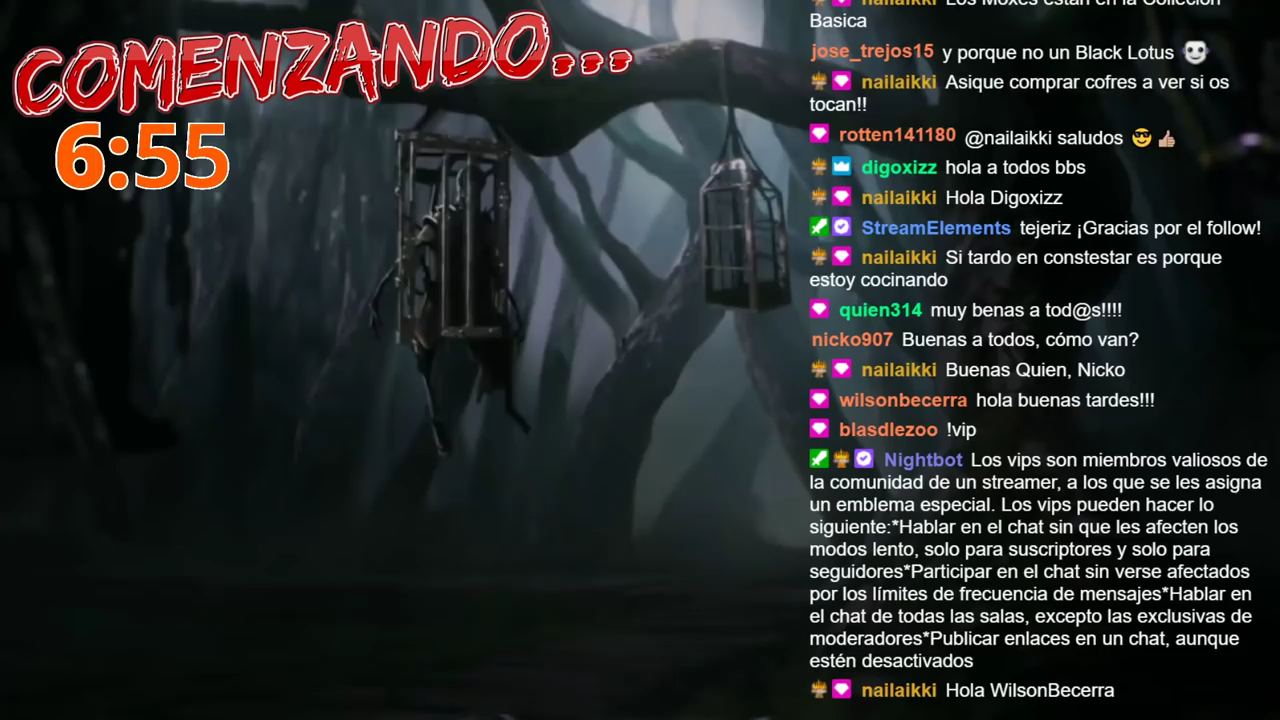 COMENZANDO...
6:55
nailaikki Los Moxes están en la Colleción
Basica
jose_trejos15 y porque no un Black Lotus
nailaikki Asique comprar cofres a ver si os
tocan!!
rotten141180 @nailaikki saludos 😎👍🏼
digoxizz hola a todos bbs
nailaikki Hola Digoxizz
StreamElements tejeriz ¡Gracias por el follow!
nailaikki Si tardo en constestar es porque
estoy cocinando
quien314 muy benas a tod@s!!!!
nicko907 Buenas a todos, cómo van?
nailaikki Buenas Quien, Nicko
wilsonbecerra hola buenas tardes!!!
blasdlezoo !vip
Nightbot Los vips son miembros valiosos de
la comunidad de un streamer, a los que se les asigna
un emblema especial. Los vips pueden hacer lo
siguiente:*Hablar en el chat sin que les afecten los
modos lento, solo para suscriptores y solo para
seguidores*Participar en el chat sin verse afectados
por los límites de frecuencia de mensajes*Hablar en
el chat de todas las salas, excepto las exclusivas de
moderadores*Publicar enlaces en un chat, aunque
estén desactivados
nailaikki Hola WilsonBecerra